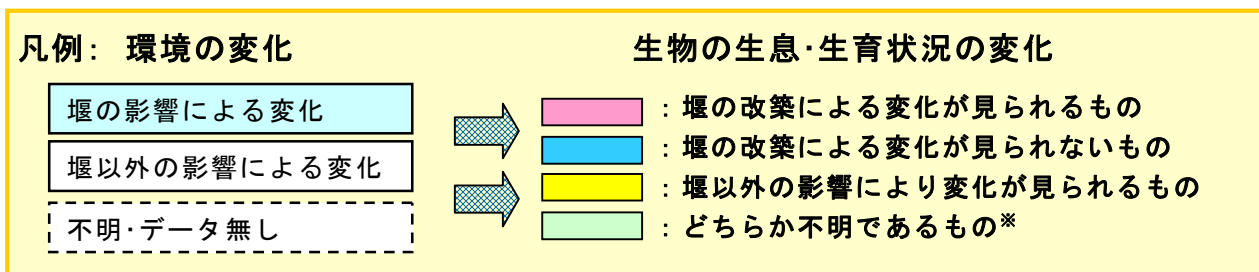 凡例: 環境の変化
生物の生息･生育状況の変化
堰の影響による変化
堰以外の影響による変化
不明･データ無し
：堰の改築による変化が見られるもの
：堰の改築による変化が見られないもの
：堰以外の影響により変化が見られるもの
：どちらか不明であるもの※